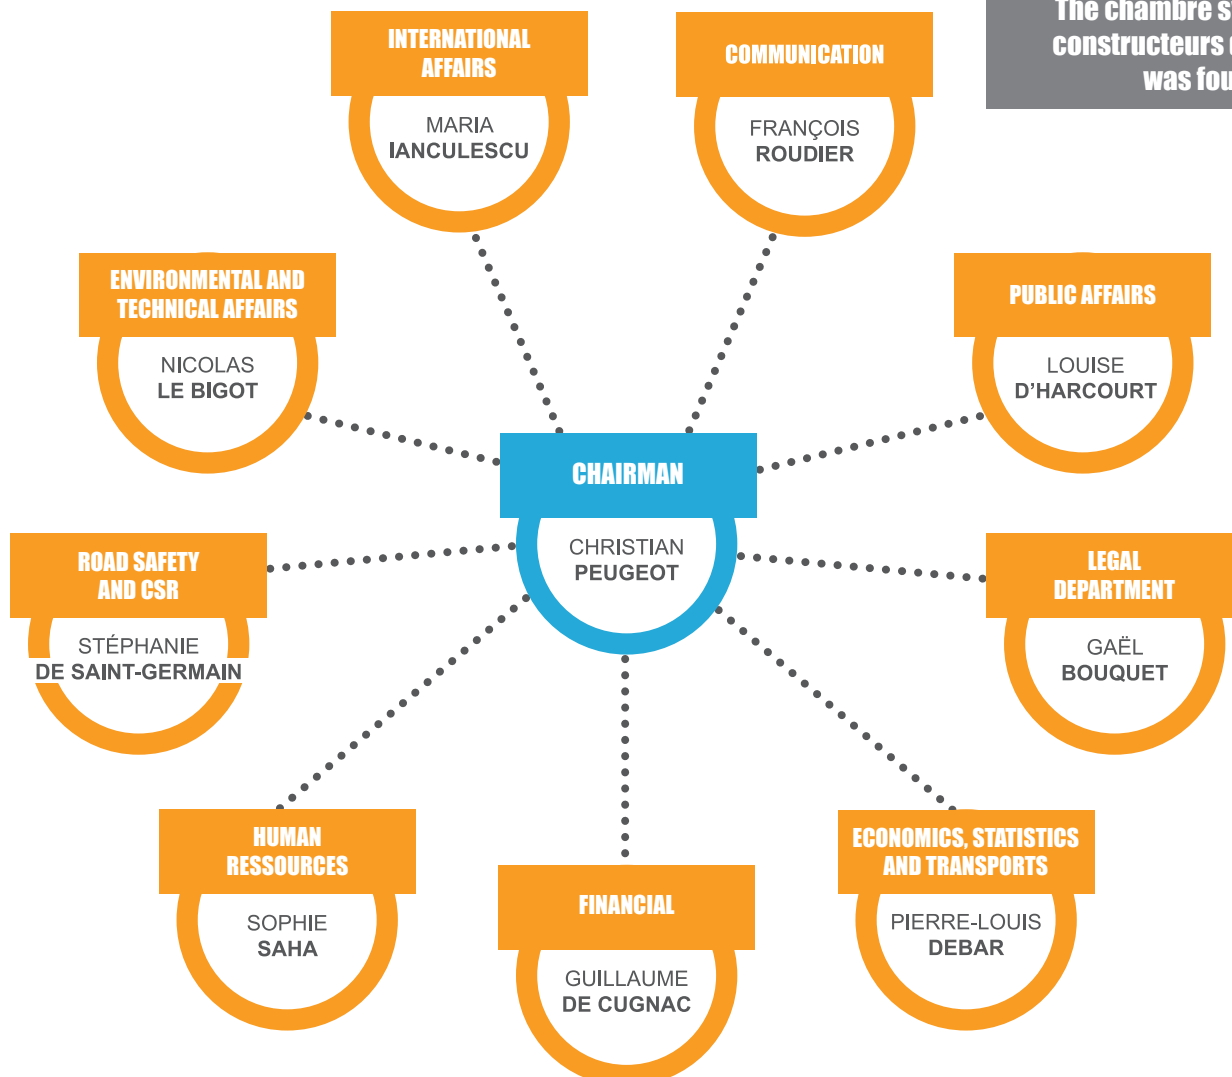 The chambre s
constructeurs
was fou
INTERNATIONAL
AFFAIRS
MARIA
IANCULESCU
COMMUNICATION
FRANÇOIS
ROUDIER
ENVIRONMENTAL AND
TECHNICAL AFFAIRS
NICOLAS
LE BIGOT
PUBLIC AFFAIRS
LOUISE
D'HARCOURT
CHAIRMAN
CHRISTIAN
PEUGEOT
ROAD SAFETY
AND CSR
STÉPHANIE
DE SAINT-GERMAIN
LEGAL
DEPARTMENT
GAËL
BOUQUET
HUMAN
RESSOURCES
SOPHIE
SAHA
FINANCIAL
GUILLAUME
DE CUGNAC
ECONOMICS, STATISTICS
AND TRANSPORTS
PIERRE-LOUIS
DEBAR